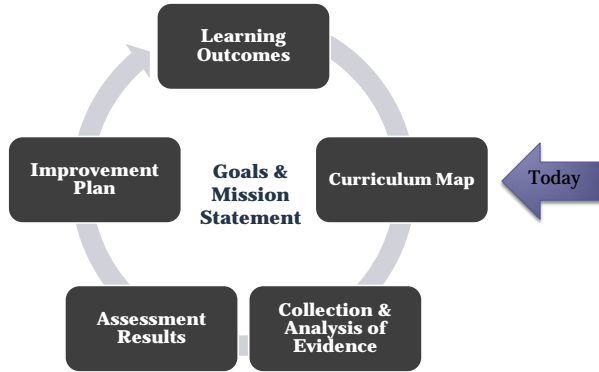 Learning
Outcomes
Improvement
Plan
Goals &
Mission
Statement
Curriculum Map
Today
Assessment
Results
Collection &
Analysis of
Evidence